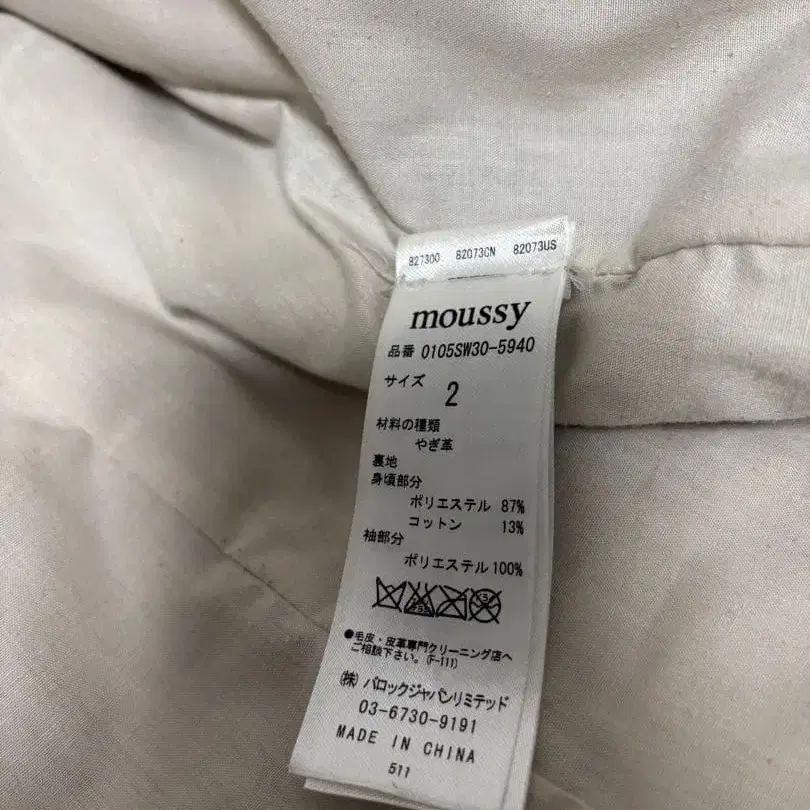 827300 82073CN 82073US
moussy
品番 0105SW30-5940
サイズ 2
材料の種類
やぎ革
裏地
身頃部分
ポリエステル 87%
コットン 13%
袖部分
ポリエステル 100%
●毛皮・皮革専門クリーニング店へ
ご相談下さい。(F-111)
(株) バロックジャパンリミテッド
03-6730-9191
MADE IN CHINA
511